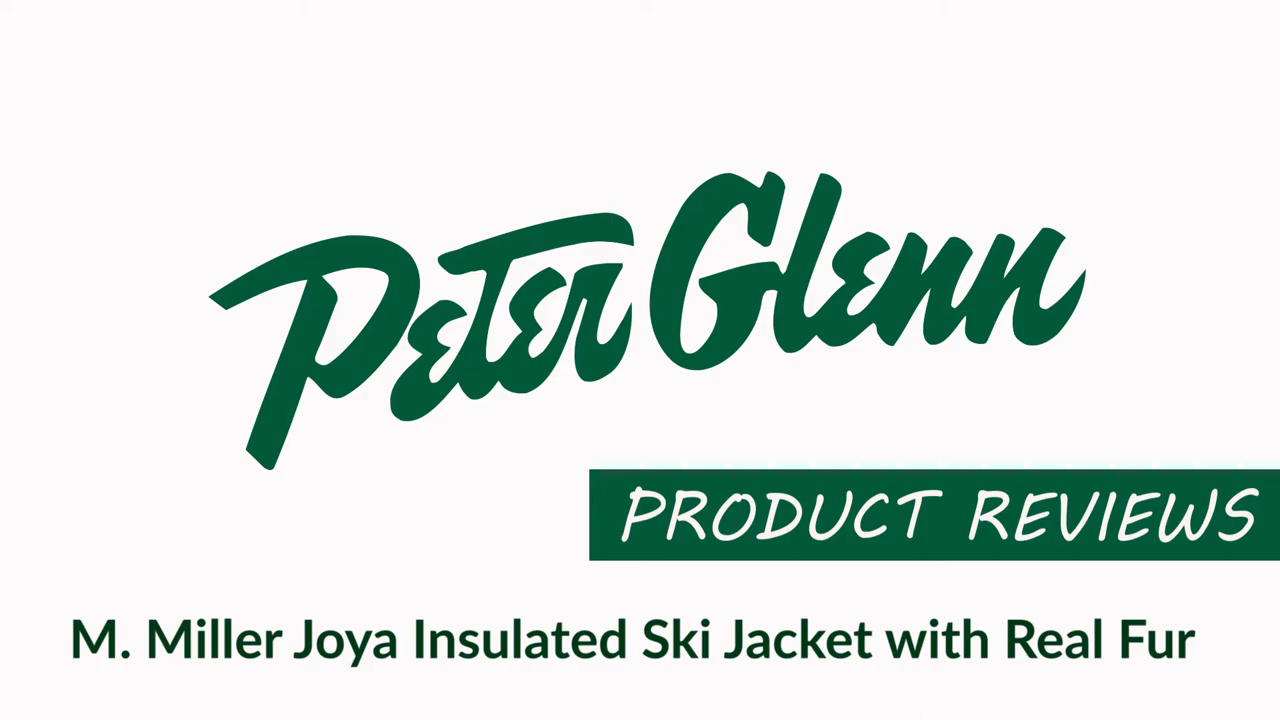 Peter Glenn
PRODUCT REVIEWS
M. Miller Joya Insulated Ski Jacket with Real Fur